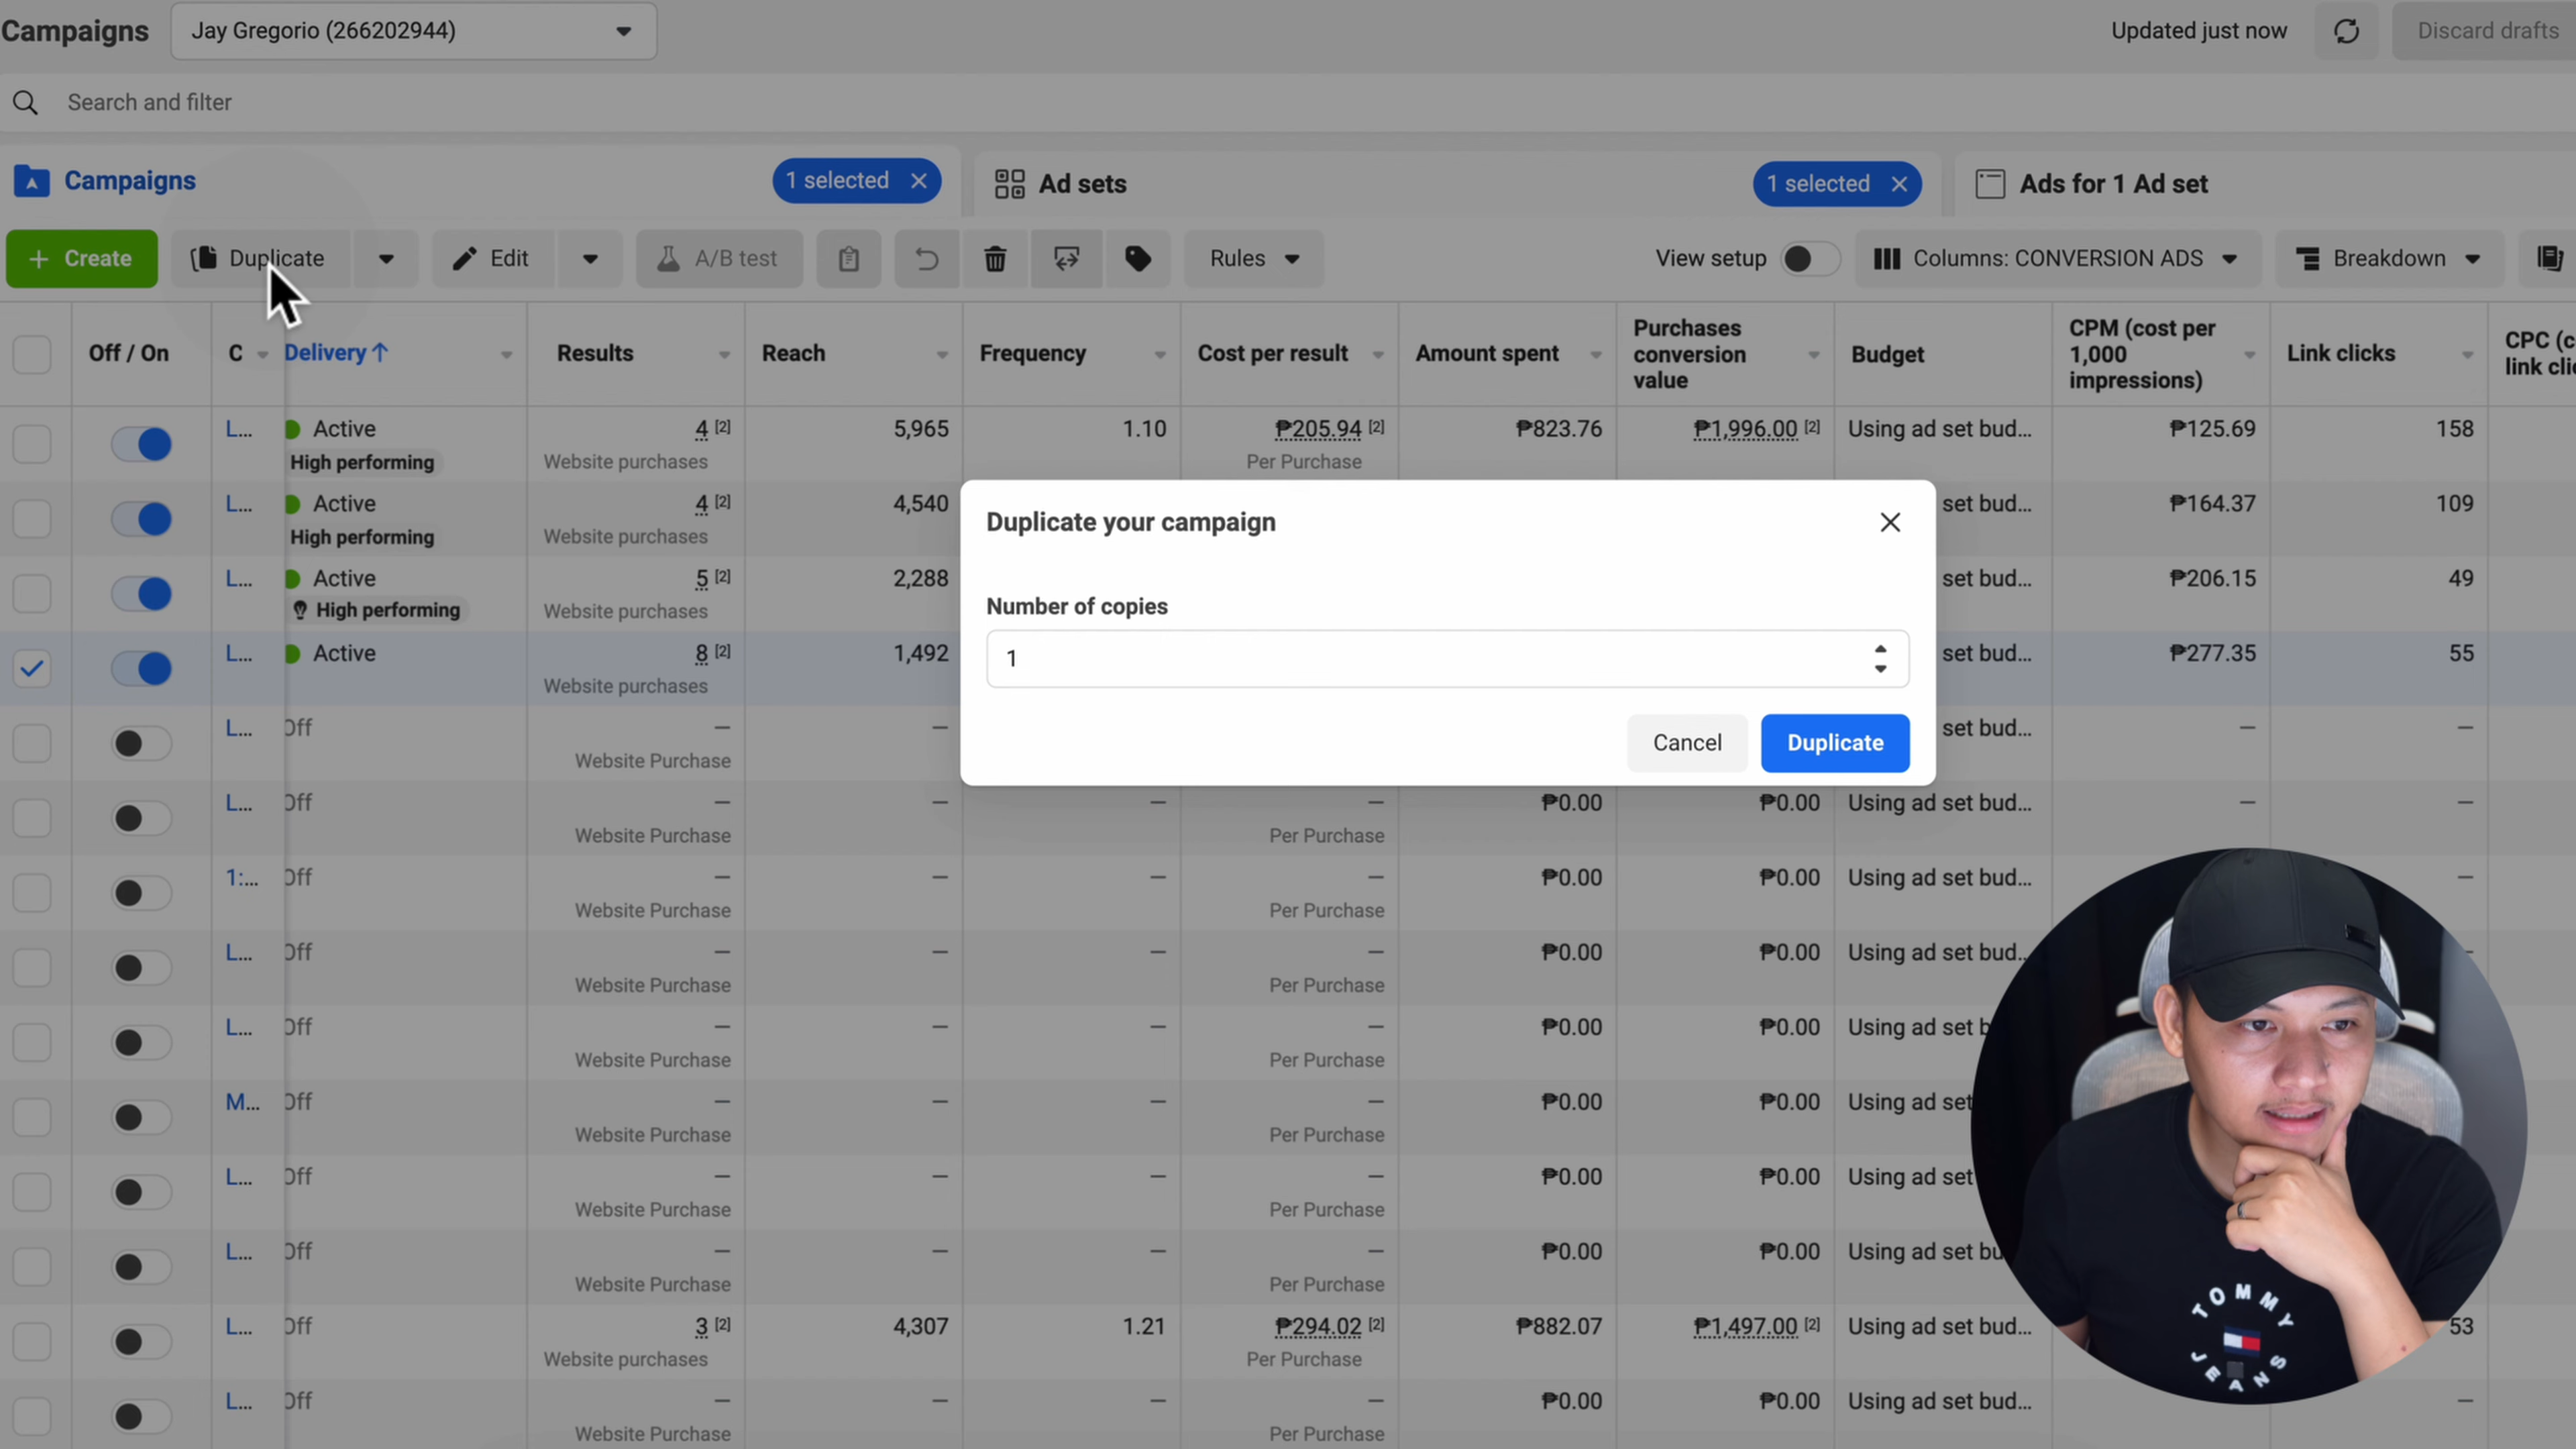 Campaigns
Jay Gregorio (266202944)
Updated just now
Discard drafts
Search and filter
Campaigns
1 selected
Ad sets
1 selected
Ads for 1 Ad set
+ Create
Duplicate
Edit
A/B test
Rules
View setup
Columns: CONVERSION ADS
Breakdown
Off / On
C
Delivery ↑
Results
Reach
Frequency
Cost per result
Amount spent
Purchases
conversion
value
Budget
CPM (cost per
1,000
impressions)
Link clicks
CPC (c
link clic
L... Active 4 [2] 5,965 1.10 ₱205.94 [2] ₱823.76 ₱1,996.00 [2] Using ad set bud... ₱125.69 158
High performing Website purchases Per Purchase
L... Active 4 [2] 4,540 set bud... ₱164.37 109
High performing Website purchases
L... Active 5 [2] 2,288 set bud... ₱206.15 49
High performing Website purchases
L... Active 8 [2] 1,492 set bud... ₱277.35 55
Website purchases
Duplicate your campaign
Number of copies
1
Cancel
Duplicate
L... Off — set bud... — —
Website Purchase
L... Off — — — — ₱0.00 ₱0.00 Using ad set bud... — —
Website Purchase Per Purchase
1:... Off — — — — ₱0.00 ₱0.00 Using ad set bud... —
Website Purchase Per Purchase
L... Off — — — — ₱0.00 ₱0.00 Using ad set bud..
Website Purchase Per Purchase
L... Off — — — — ₱0.00 ₱0.00 Using ad set b
Website Purchase Per Purchase
M... Off — — — — ₱0.00 ₱0.00 Using ad set
Website Purchase Per Purchase
L... Off — — — — ₱0.00 ₱0.00 Using ad set
Website Purchase Per Purchase
L... Off — — — — ₱0.00 ₱0.00 Using ad set bu
Website Purchase Per Purchase
L... Off 3 [2] 4,307 1.21 ₱294.02 [2] ₱882.07 ₱1,497.00 [2] Using ad set bud... 53
Website purchases Per Purchase
L... Off — — — — ₱0.00 ₱0.00 Using ad set bud... —
Website Purchase Per Purchase
TOMMY
JEANS